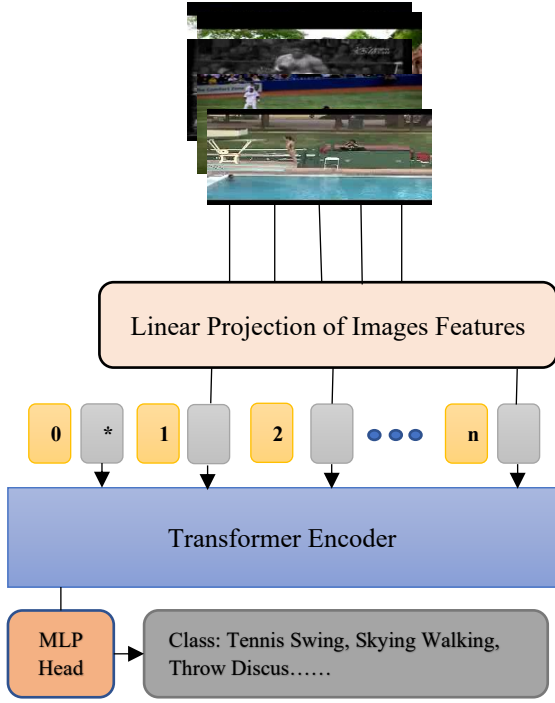 Linear Projection of Images Features
0 * 1 2 n
Transformer Encoder
MLP
Head
Class: Tennis Swing, Skying Walking,
Throw Discus……